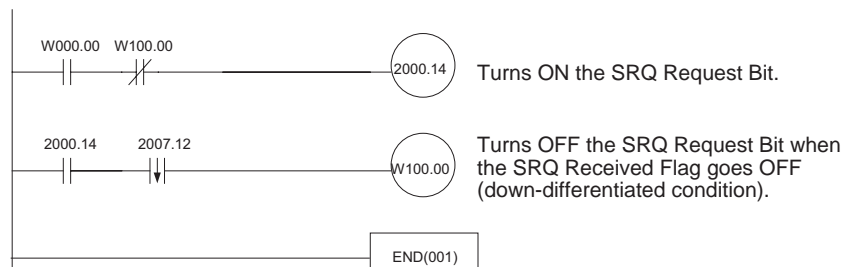 W000.00 W100.00
2000.14
Turns ON the SRQ Request Bit.
2000.14 2007.12
W100.00
Turns OFF the SRQ Request Bit when
the SRQ Received Flag goes OFF
(down-differentiated condition).
END(001)